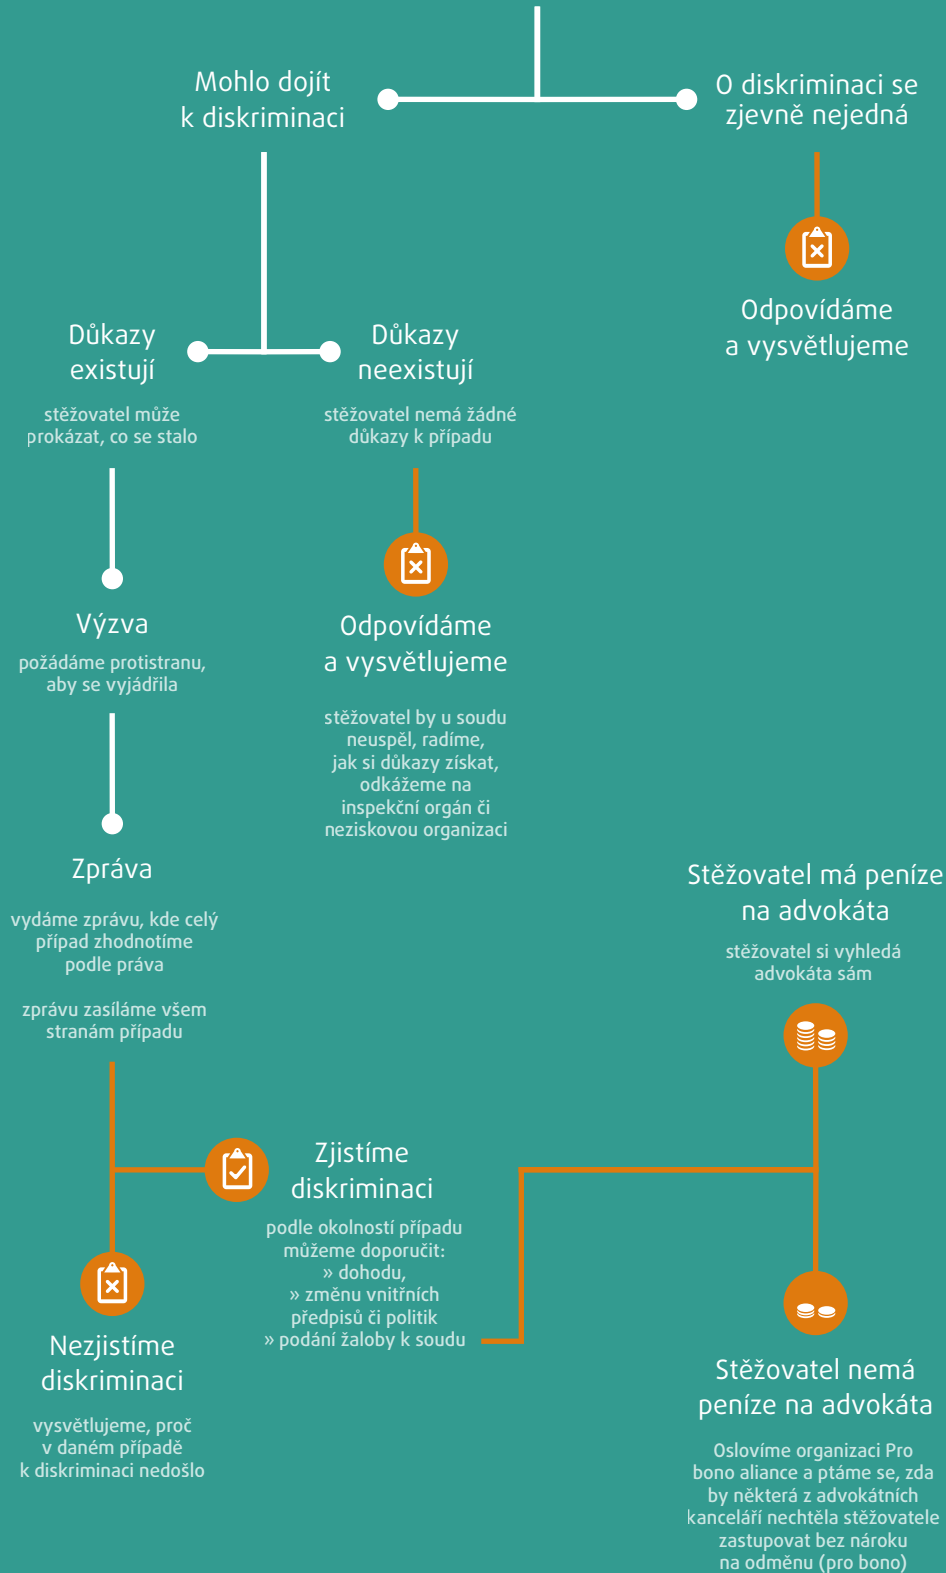 Mohlo dojít
k diskriminaci
O diskriminaci se
zjevně nejedná
Odpovídáme
a vysvětlujeme
Důkazy
existují
stěžovatel může
prokázat, co se stalo
Důkazy
neexistují
stěžovatel nemá žádné
důkazy k případu
Výzva
požádáme protistranu,
aby se vyjádřila
Odpovídáme
a vysvětlujeme
stěžovatel by u soudu
neuspěl, radíme,
jak si důkazy získat,
odkážeme na
inspekční orgán či
neziskovou organizaci
Zpráva
vydáme zprávu, kde celý
případ zhodnotíme
podle práva
zprávu zasíláme všem
stranám případu
Stěžovatel má peníze
na advokáta
stěžovatel si vyhledá
advokáta sám
Zjistíme
diskriminaci
podle okolností případu
můžeme doporučit:
» dohodu,
» změnu vnitřních
předpisů či politik
» podání žaloby k soudu
Nezjistíme
diskriminaci
vysvětlujeme, proč
v daném případě
k diskriminaci nedošlo
Stěžovatel nemá
peníze na advokáta
Oslovíme organizaci Pro
bono aliance a ptáme se, zda
by některá z advokátních
kanceláří nechtěla stěžovatele
zastupovat bez nároku
na odměnu (pro bono)